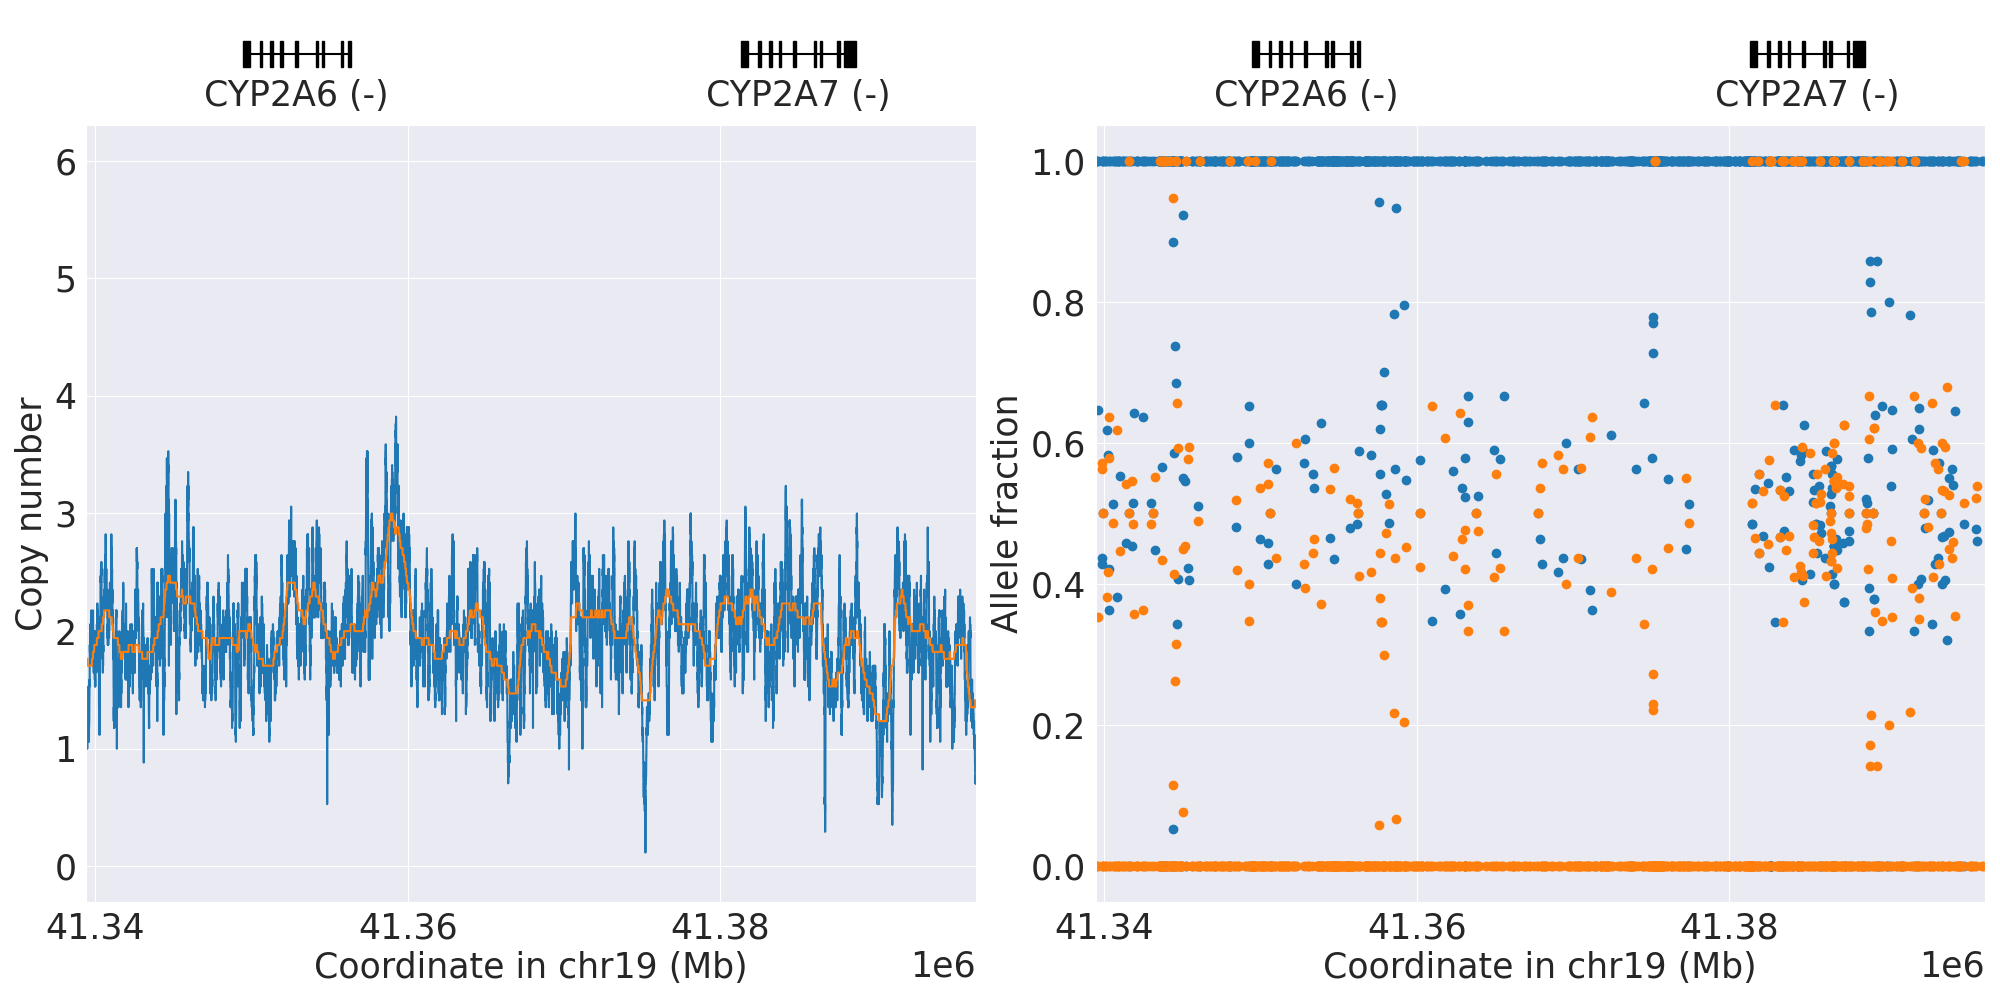 CYP2A6 (-)
CYP2A7 (-)
6
5
4
3
2
1
0
Copy number
41.34
41.36
41.38
Coordinate in chr19 (Mb)
1e6
CYP2A6 (-)
CYP2A7 (-)
1.0
0.8
0.6
0.4
0.2
0.0
Allele fraction
41.34
41.36
41.38
Coordinate in chr19 (Mb)
1e6